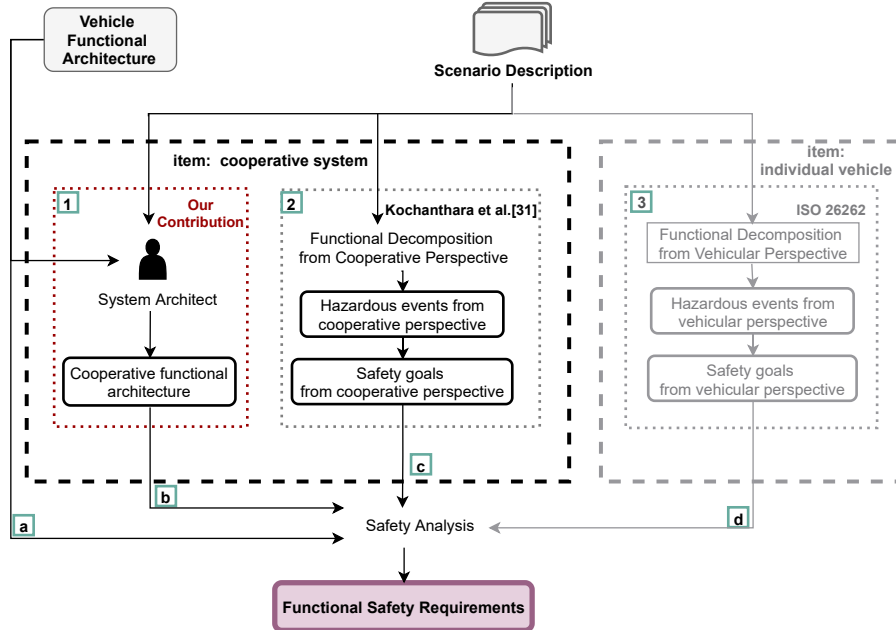 Vehicle
Functional
Architecture
Scenario Description
item: cooperative system
item:
individual vehicle
1
Our
Contribution
System Architect
Cooperative functional
architecture
2
Kochanthara et al.[31]
Functional Decomposition
from Cooperative Perspective
Hazardous events from
cooperative perspective
Safety goals
from cooperative perspective
3
ISO 26262
Functional Decomposition
from Vehicular Perspective
Hazardous events from
vehicular perspective
Safety goals
from vehicular perspective
a
b
c
d
Safety Analysis
Functional Safety Requirements